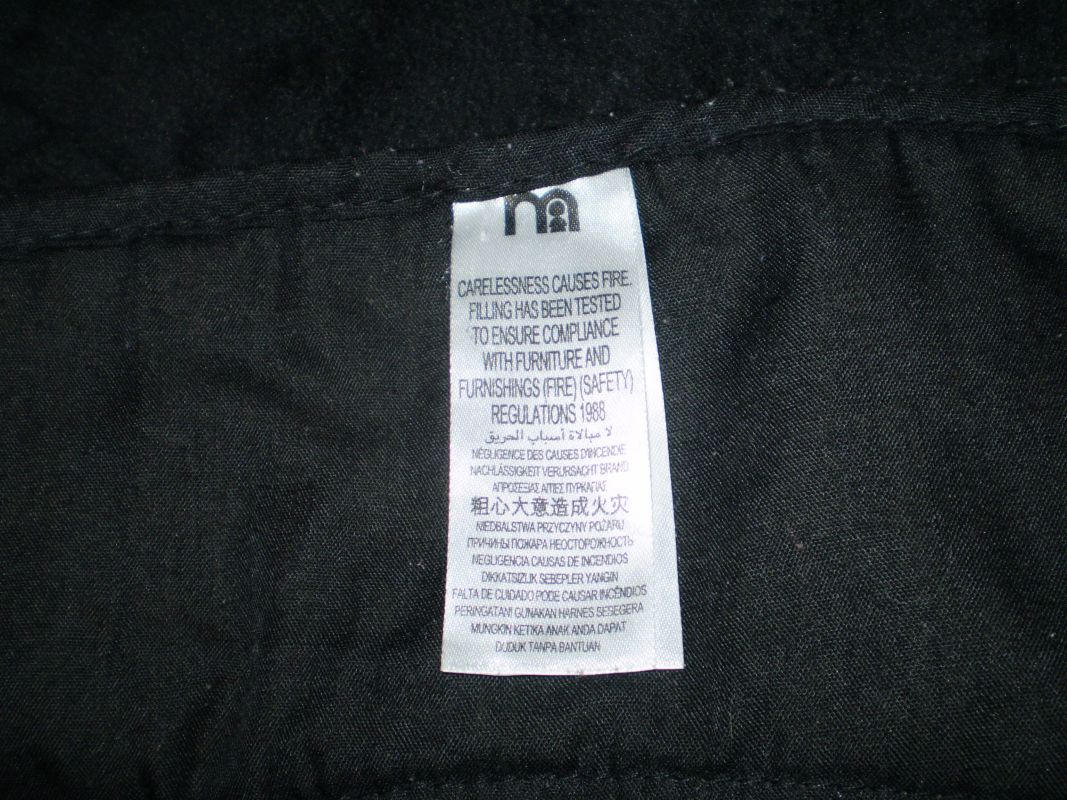 CARELESSNESS CAUSES FIRE.
FILLING HAS BEEN TESTED
TO ENSURE COMPLIANCE
WITH FURNITURE AND
FURNISHINGS (FIRE) (SAFETY)
REGULATIONS 1988
لا مبالاة أسباب الحريق
NÉGLIGENCE DES CAUSES D'INCENDIE
NACHLÄSSIGKEIT VERURSACHT BRAND
ΑΠΡΟΣΕΞΙΑΣ ΑΙΤΙΕΣ ΠΥΡΚΑΓΙΑΣ
粗心大意造成火灾
NIEDBALSTWA PRZYCZYNY POŻARU
ПРИЧИНЫ ПОЖАРА НЕОСТОРОЖНОСТЬ
NEGLIGENCIA CAUSAS DE INCENDIOS
DIKKATSIZLIK SEBEPLER YANGIN
FALTA DE CUIDADO PODE CAUSAR INCÊNDIOS
PERINGATAN! GUNAKAN HARNES SESEGERA
MUNGKIN KETIKA ANAK ANDA DAPAT
DUDUK TANPA BANTUAN